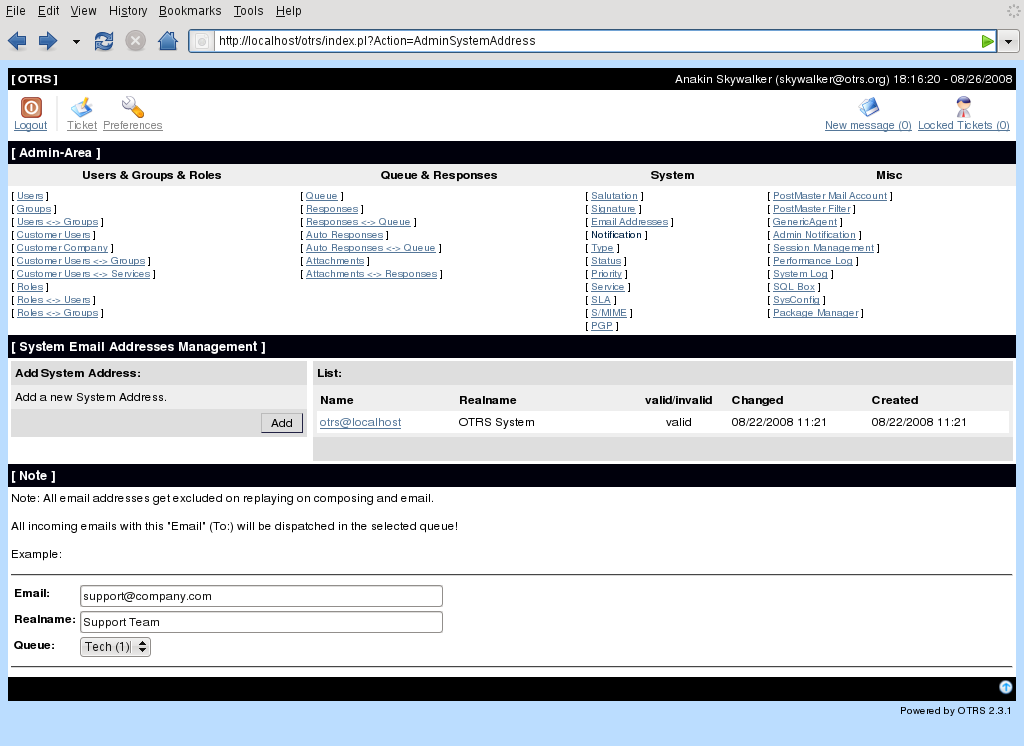 File Edit View History Bookmarks Tools Help
http://localhost/otrs/index.pl?Action=AdminSystemAddress
[ OTRS ] Anakin Skywalker (skywalker@otrs.org) 18:16:20 - 08/26/2008
Logout Ticket Preferences New message (0) Locked Tickets (0)
[ Admin-Area ]
Users & Groups & Roles Queue & Responses System Misc
[ Users ] [ Queue ] [ Salutation ] [ PostMaster Mail Account ]
[ Groups ] [ Responses ] [ Signature ] [ PostMaster Filter ]
[ Users <-> Groups ] [ Responses <-> Queue ] [ Email Addresses ] [ GenericAgent ]
[ Customer Users ] [ Auto Responses ] [ Notification ] [ Admin Notification ]
[ Customer Company ] [ Auto Responses <-> Queue ] [ Type ] [ Session Management ]
[ Customer Users <-> Groups ] [ Attachments ] [ Status ] [ Performance Log ]
[ Customer Users <-> Services ] [ Attachments <-> Responses ] [ Priority ] [ System Log ]
[ Roles ] [ Service ] [ SQL Box ]
[ Roles <-> Users ] [ SLA ] [ SysConfig ]
[ Roles <-> Groups ] [ S/MIME ] [ Package Manager ]
[ PGP ]
[ System Email Addresses Management ]
Add System Address: List:
Add a new System Address. Name Realname valid/invalid Changed Created
Add otrs@localhost OTRS System valid 08/22/2008 11:21 08/22/2008 11:21
[ Note ]
Note: All email addresses get excluded on replaying on composing and email.
All incoming emails with this "Email" (To:) will be dispatched in the selected queue!
Example:
Email: support@company.com
Realname: Support Team
Queue: Tech (1)
Powered by OTRS 2.3.1